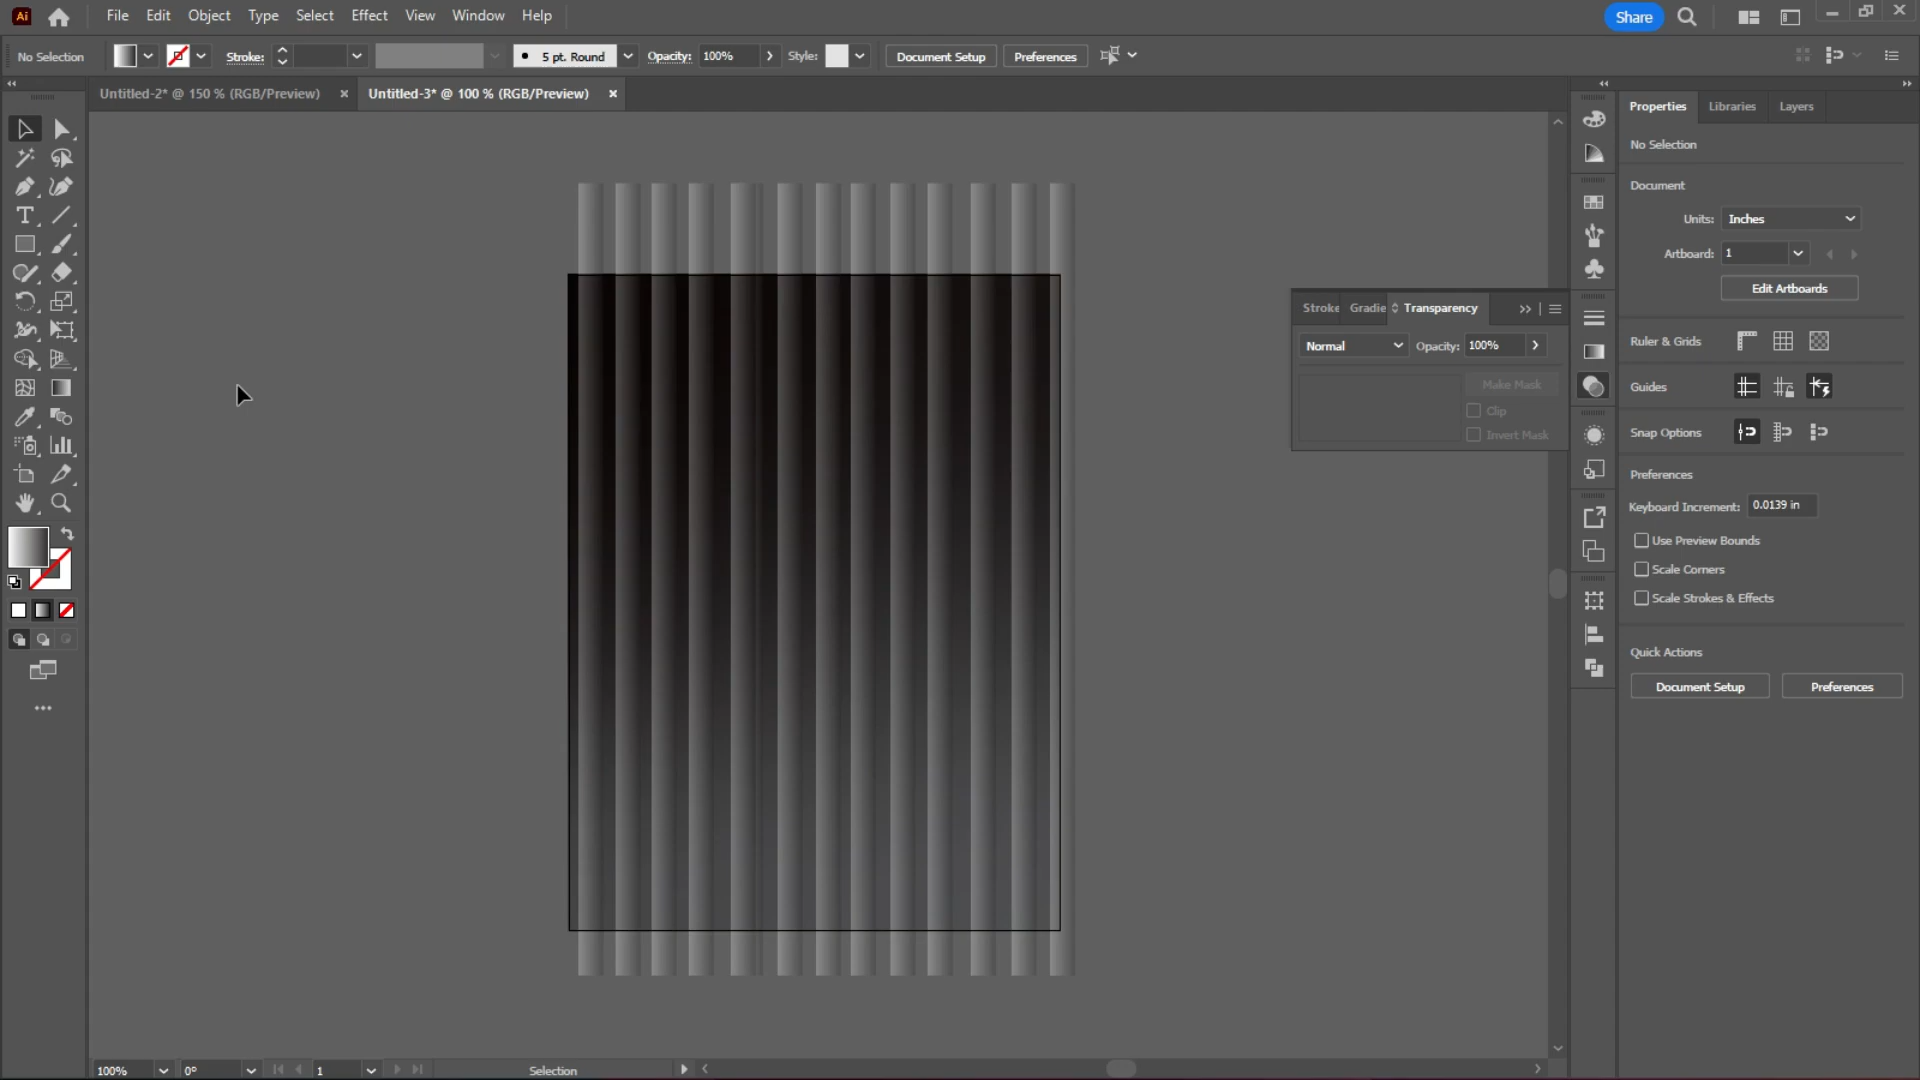 Ai File Edit Object Type Select Effect View Window Help Share
No Selection Stroke: 5 pt. Round Opacity: 100% Style: Document Setup Preferences
Untitled-2* @ 150 % (RGB/Preview) × Untitled-3* @ 100 % (RGB/Preview) ×
Properties Libraries Layers
No Selection
Document
Units: Inches
Artboard: 1
Edit Artboards
Stroke Gradie Transparency
Normal Opacity: 100%
Make Mask
Clip
Invert Mask
Ruler & Grids
Guides
Snap Options
Preferences
Keyboard Increment: 0.0139 in
Use Preview Bounds
Scale Corners
Scale Strokes & Effects
Quick Actions
Document Setup Preferences
100% 0° 1 Selection